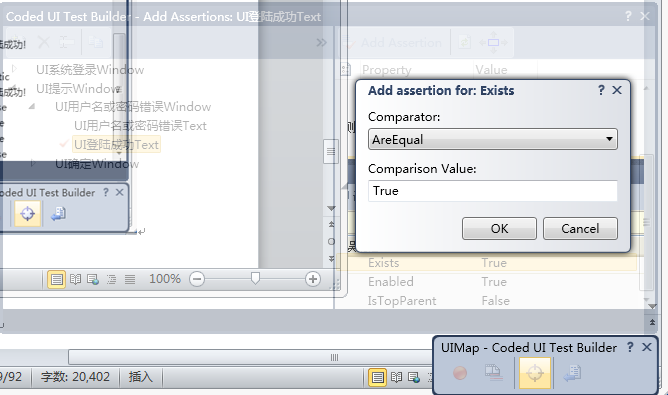 Coded UI Test Builder - Add Assertions: UI登陆成功Text
Add Assertion
Property Value
成功!
UI系统登录Window
UI提示Window
UI用户名或密码错误Window
UI用户名或密码错误Text
UI登陆成功Text
UI确定Window
Add assertion for: Exists
Comparator:
AreEqual
Comparison Value:
True
OK Cancel
oded UI Test Builder
100%
Exists True
Enabled True
IsTopParent False
UIMap - Coded UI Test Builder
9/92 字数: 20,402 插入